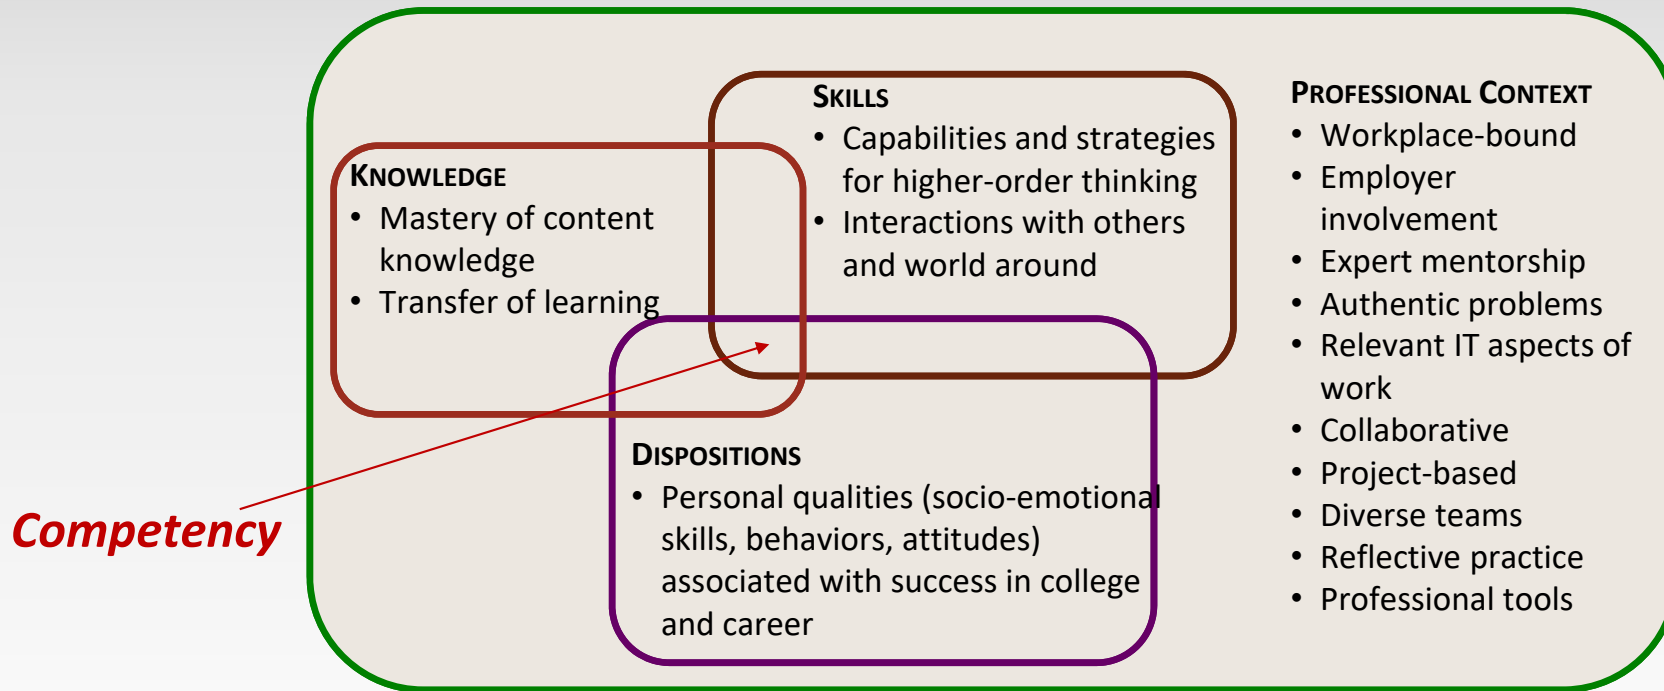 Competency
KNOWLEDGE
• Mastery of content
knowledge
• Transfer of learning
SKILLS
• Capabilities and strategies
for higher-order thinking
• Interactions with others
and world around
DISPOSITIONS
• Personal qualities (socio-emotional
skills, behaviors, attitudes)
associated with success in college
and career
PROFESSIONAL CONTEXT
• Workplace-bound
• Employer
involvement
• Expert mentorship
• Authentic problems
• Relevant IT aspects of
work
• Collaborative
• Project-based
• Diverse teams
• Reflective practice
• Professional tools